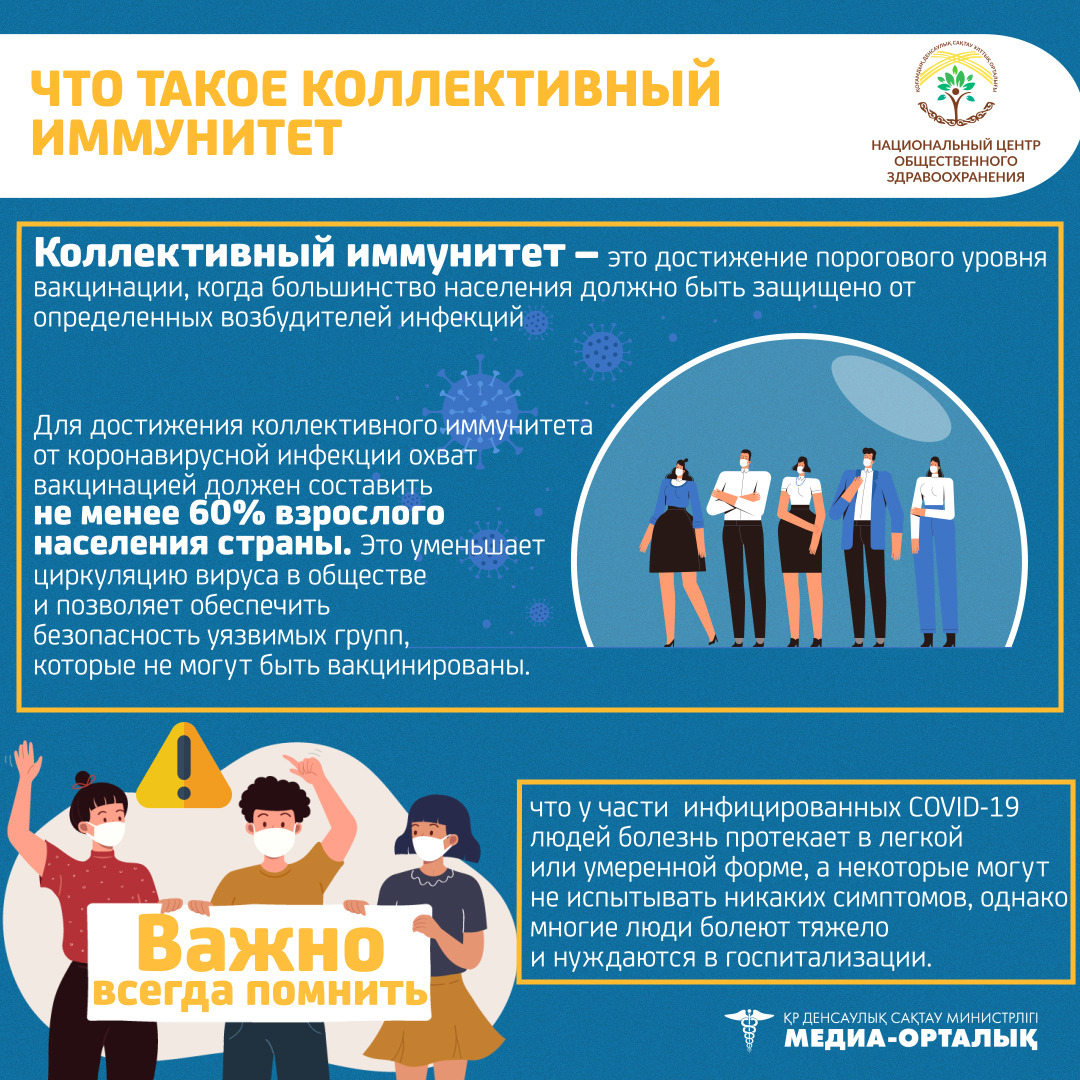 ЧТО ТАКОЕ КОЛЛЕКТИВНЫЙ
ИММУНИТЕТ
ҚОҒАМДЫҚ ДЕНСАУЛЫҚ САҚТАУ ҰЛТТЫҚ ОРТАЛЫҒЫ
НАЦИОНАЛЬНЫЙ ЦЕНТР
ОБЩЕСТВЕННОГО
ЗДРАВООХРАНЕНИЯ
Коллективный иммунитет – это достижение порогового уровня
вакцинации, когда большинство населения должно быть защищено от
определенных возбудителей инфекций
Для достижения коллективного иммунитета
от коронавирусной инфекции охват
вакцинацией должен составить
не менее 60% взрослого
населения страны. Это уменьшает
циркуляцию вируса в обществе
и позволяет обеспечить
безопасность уязвимых групп,
которые не могут быть вакцинированы.
Важно
всегда помнить
что у части инфицированных COVID-19
людей болезнь протекает в легкой
или умеренной форме, а некоторые могут
не испытывать никаких симптомов, однако
многие люди болеют тяжело
и нуждаются в госпитализации.
ҚР ДЕНСАУЛЫҚ САҚТАУ МИНИСТРЛІГІ
МЕДИА-ОРТАЛЫҚ